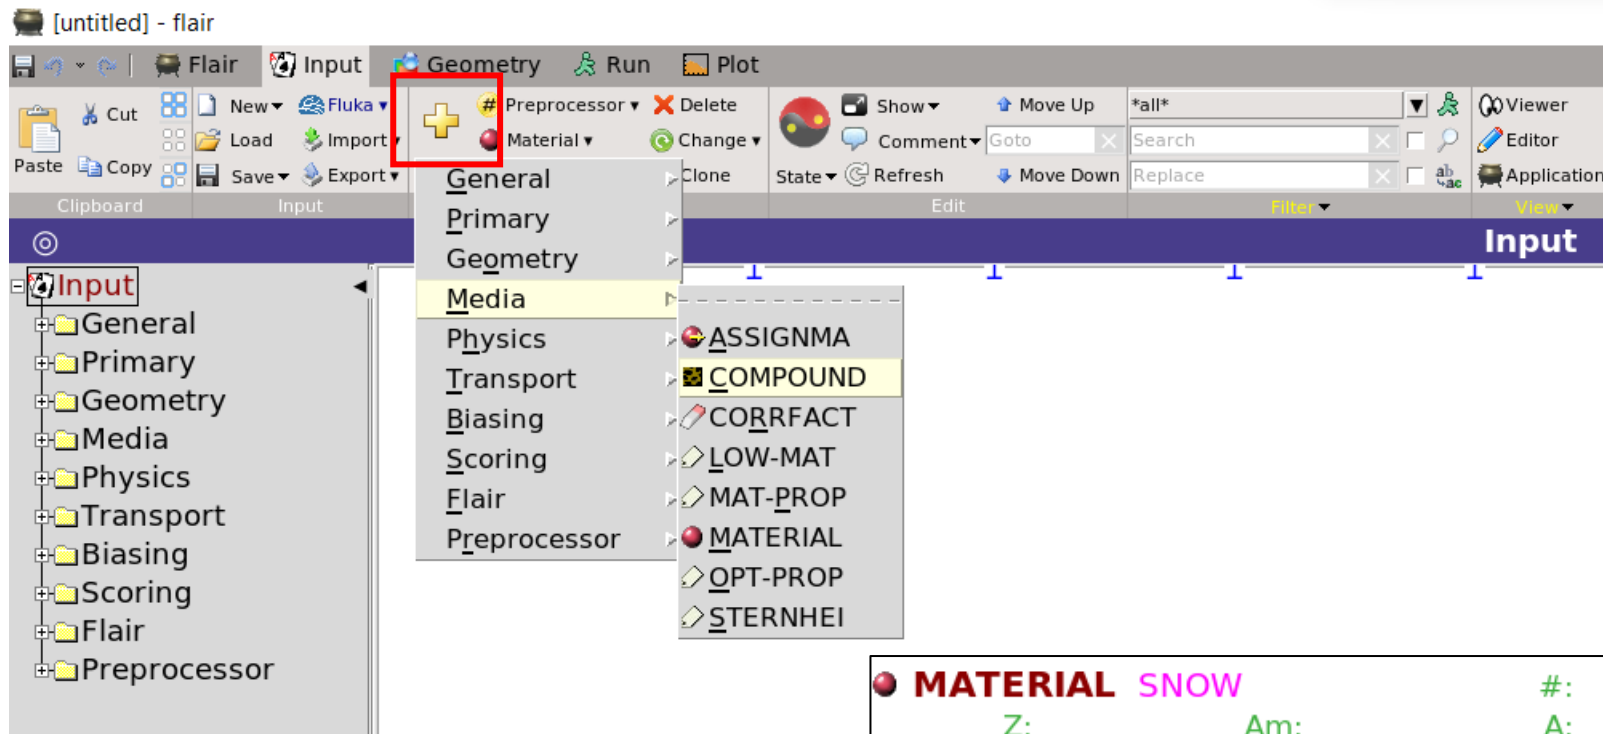 [untitled] - flair
Flair Input Geometry Run Plot
Paste Cut Copy New Load Save Fluka Import Export
Clipboard Input
Preprocessor Material Delete Change Clone
State Show Comment Refresh Move Up Goto Move Down
Edit
*all* Search Replace
Filter
Viewer Editor Application
View
Input
Input
General
Primary
Geometry
Media
Physics
Transport
Biasing
Scoring
Flair
Preprocessor
General
Primary
Geometry
Media
Physics
Transport
Biasing
Scoring
Flair
Preprocessor
ASSIGNMA
COMPOUND
CORRFACT
LOW-MAT
MAT-PROP
MATERIAL
OPT-PROP
STERNHEI
MATERIAL SNOW #:
Z: Am: A: